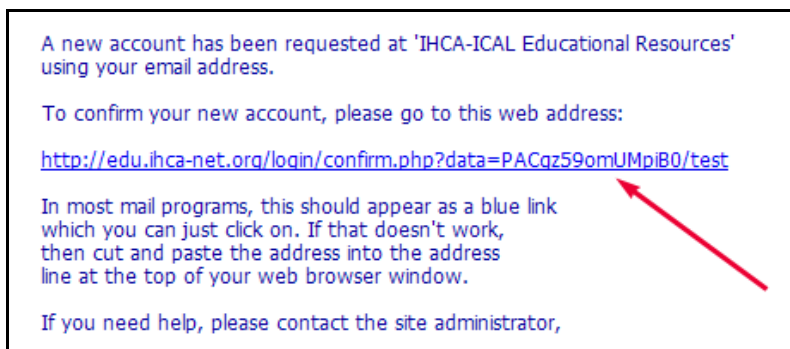 A new account has been requested at 'IHCA-ICAL Educational Resources'
using your email address.
To confirm your new account, please go to this web address:
http://edu.ihca-net.org/login/confirm.php?data=PACqz59omUMpiB0/test
In most mail programs, this should appear as a blue link
which you can just click on. If that doesn't work,
then cut and paste the address into the address
line at the top of your web browser window.
If you need help, please contact the site administrator,